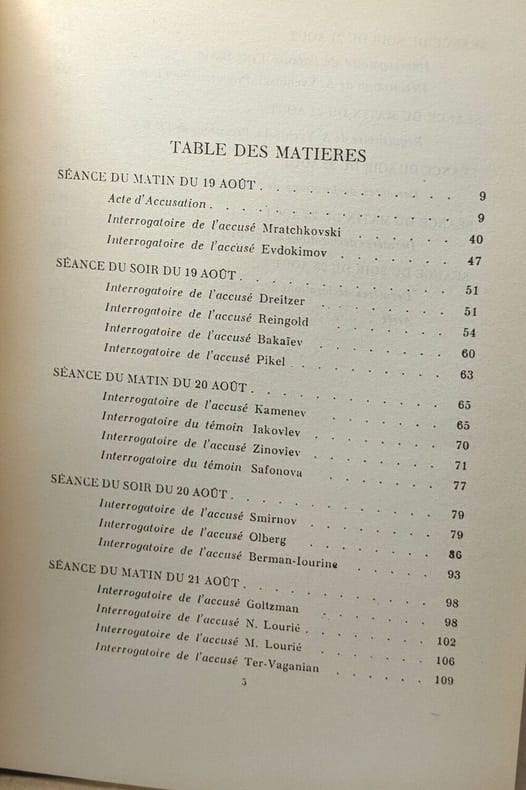 TABLE DES MATIERES
SÉANCE DU MATIN DU 19 AOÛT . . . . . . . . . 9
Acte d'Accusation . . . . . . . . . . 9
Interrogatoire de l'accusé Mratchkovski . . . . . 40
Interrogatoire de l'accusé Evdokimov . . . . . . 47
SÉANCE DU SOIR DU 19 AOÛT . . . . . . . . . 51
Interrogatoire de l'accusé Dreitzer . . . . . . 51
Interrogatoire de l'accusé Reingold . . . . . . 54
Interrogatoire de l'accusé Bakaïev . . . . . . 60
Interrogatoire de l'accusé Pikel . . . . . . . 63
SÉANCE DU MATIN DU 20 AOÛT . . . . . . . . . 65
Interrogatoire de l'accusé Kamenev . . . . . . 65
Interrogatoire du témoin Iakovlev . . . . . . 70
Interrogatoire de l'accusé Zinoviev . . . . . . 71
Interrogatoire du témoin Safonova . . . . . . 77
SÉANCE DU SOIR DU 20 AOÛT . . . . . . . . . 79
Interrogatoire de l'accusé Smirnov . . . . . . 79
Interrogatoire de l'accusé Olberg . . . . . . 86
Interrogatoire de l'accusé Berman-Iourine . . . . . 93
SÉANCE DU MATIN DU 21 AOÛT . . . . . . . . . 98
Interrogatoire de l'accusé Goltzman . . . . . . 98
Interrogatoire de l'accusé N. Lourié . . . . . . 102
Interrogatoire de l'accusé M. Lourié . . . . . . 106
Interrogatoire de l'accusé Ter-Vaganian . . . . . . 109
5